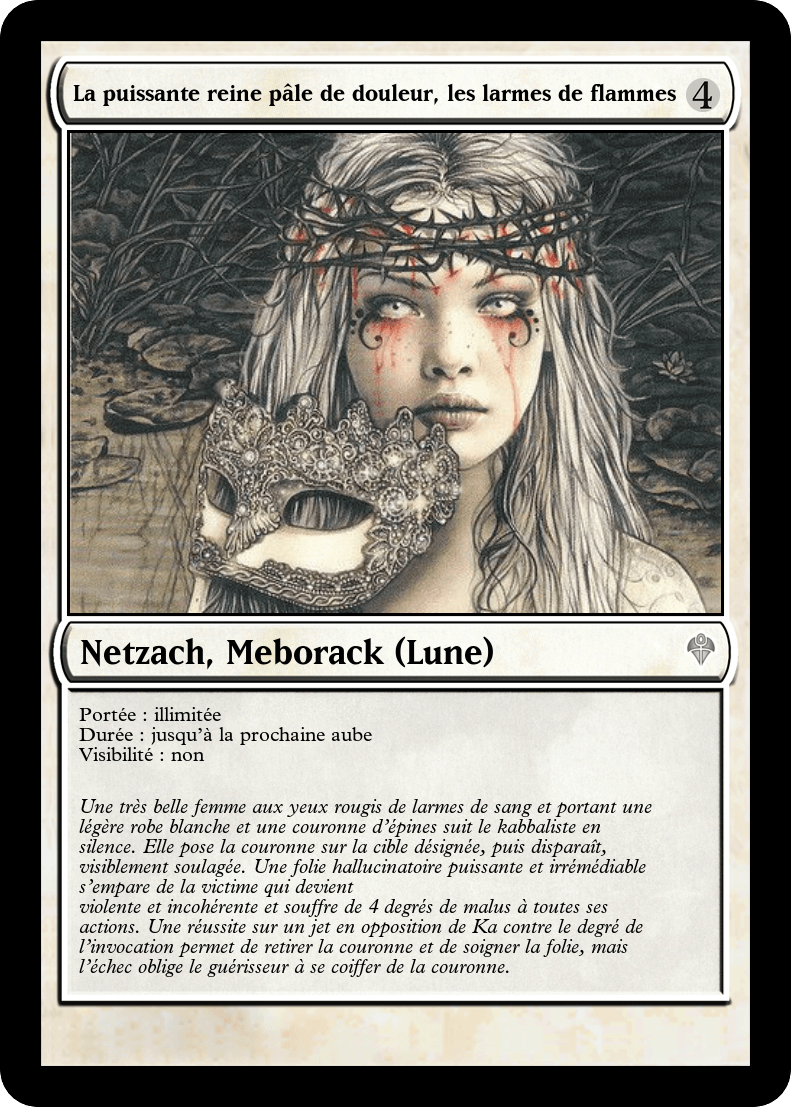 La puissante reine pâle de douleur, les larmes de flammes 4
Netzach, Meborack (Lune)
Portée : illimitée
Durée : jusqu'à la prochaine aube
Visibilité : non
Une très belle femme aux yeux rougis de larmes de sang et portant une
légère robe blanche et une couronne d'épines suit le kabbaliste en
silence. Elle pose la couronne sur la cible désignée, puis disparaît,
visiblement soulagée. Une folie hallucinatoire puissante et irrémédiable
s'empare de la victime qui devient
violente et incohérente et souffre de 4 degrés de malus à toutes ses
actions. Une réussite sur un jet en opposition de Ka contre le degré de
l'invocation permet de retirer la couronne et de soigner la folie, mais
l'échec oblige le guérisseur à se coiffer de la couronne.